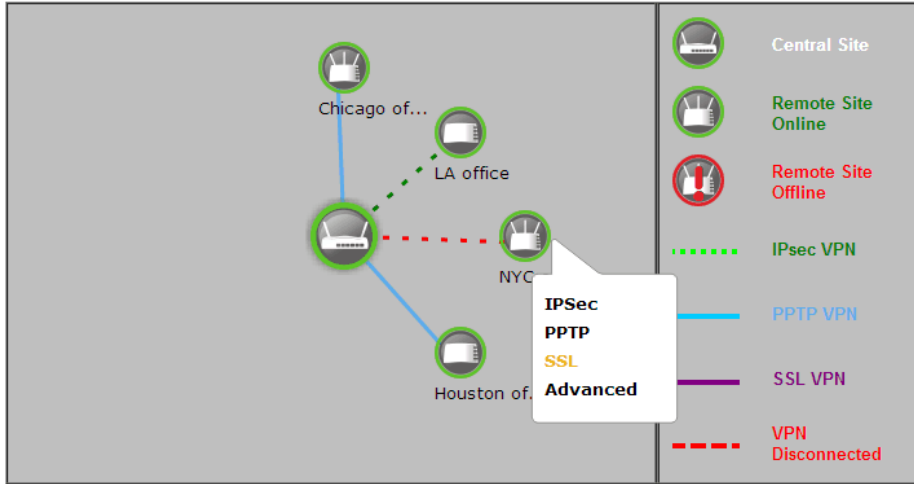 Chicago of...
LA office
NYC
Houston of.
IPSec
PPTP
SSL
Advanced
Central Site
Remote Site
Online
Remote Site
Offline
IPsec VPN
PPTP VPN
SSL VPN
VPN
Disconnected